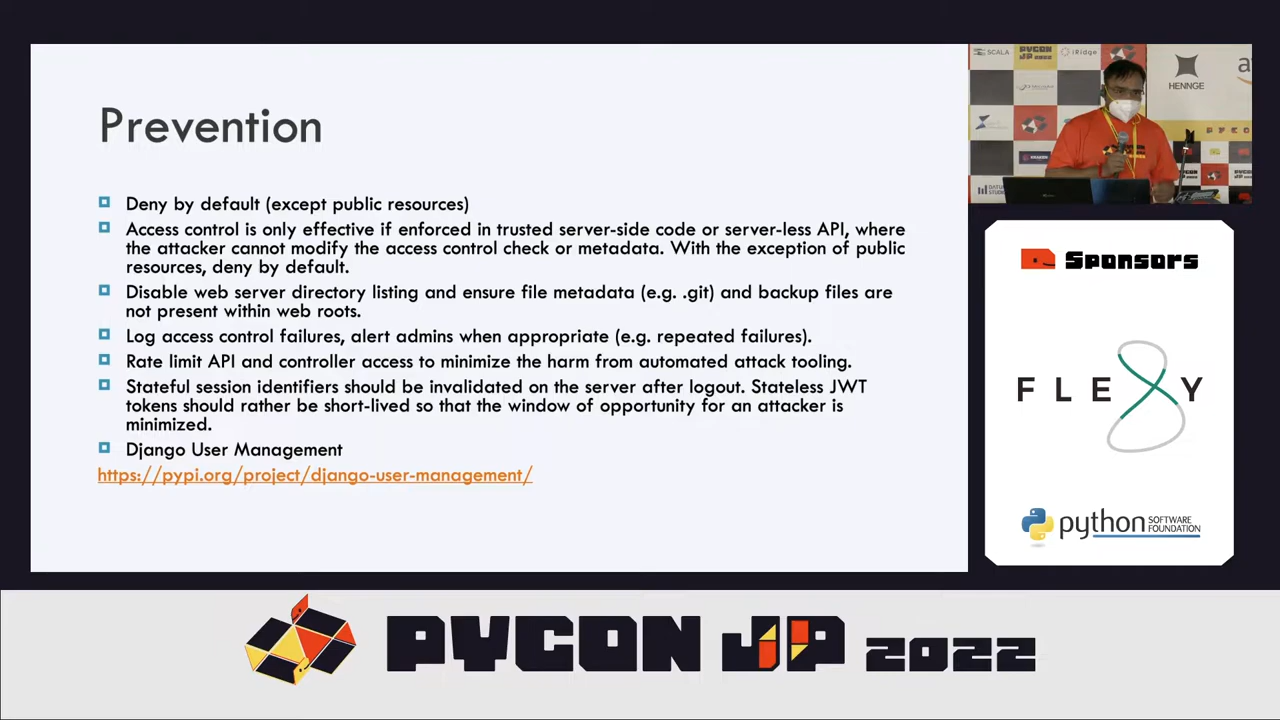 Prevention
Deny by default (except public resources)
Access control is only effective if enforced in trusted server-side code or server-less API, where
the attacker cannot modify the access control check or metadata. With the exception of public
resources, deny by default.
Disable web server directory listing and ensure file metadata (e.g. .git) and backup files are
not present within web roots.
Log access control failures, alert admins when appropriate (e.g. repeated failures).
Rate limit API and controller access to minimize the harm from automated attack tooling.
Stateful session identifiers should be invalidated on the server after logout. Stateless JWT
tokens should rather be short-lived so that the window of opportunity for an attacker is
minimized.
Django User Management
https://pypi.org/project/django-user-management/
SCALA
PYCON
JP 2022
iRidge
HENNGE
Sponsors
FLEXY
python SOFTWARE
FOUNDATION
PYCON JP 2022